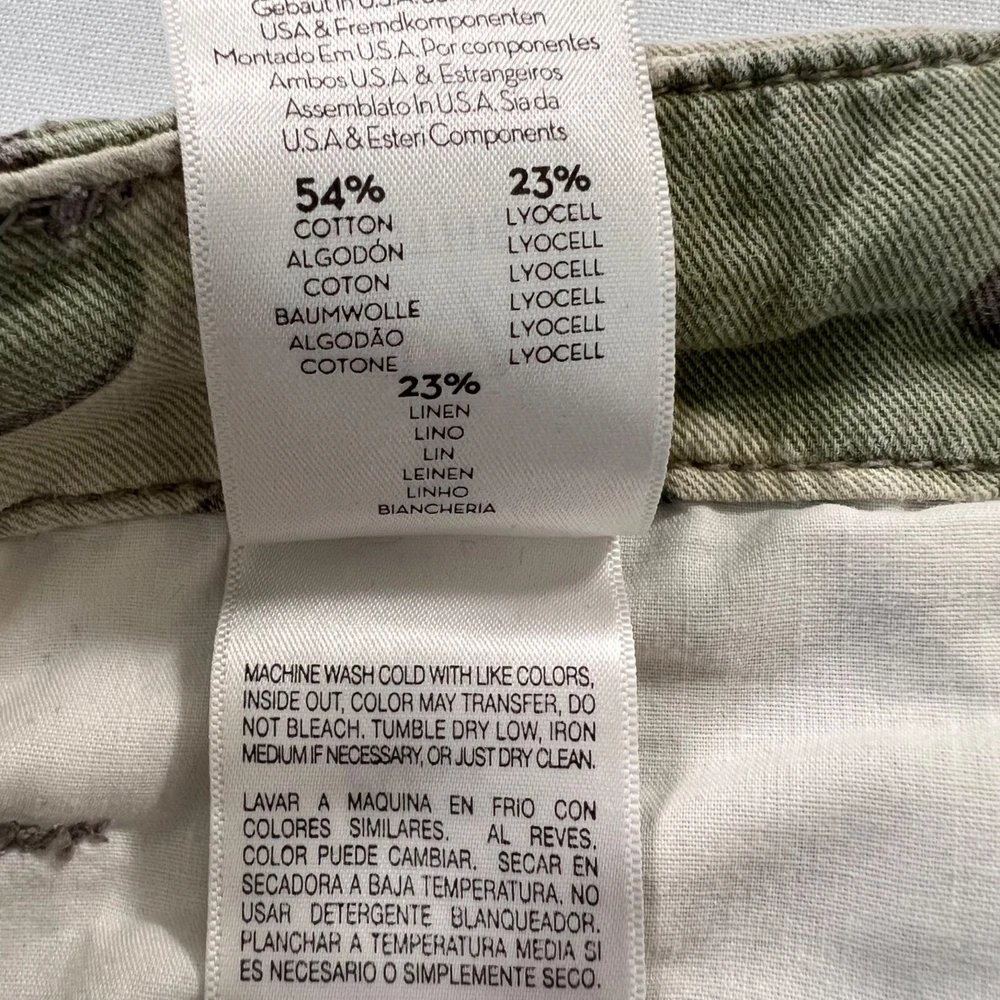 Gebaut In U.S.A.
USA & Fremdkomponenten
Montado Em U.S.A. Por componentes
Ambos U.S.A & Estrangeiros
Assemblato In U.S.A. Sia da
U.S.A & Esteri Components
54%
COTTON
ALGODÓN
COTON
BAUMWOLLE
ALGODÃO
COTONE
23%
LYOCELL
LYOCELL
LYOCELL
LYOCELL
LYOCELL
LYOCELL
23%
LINEN
LINO
LIN
LEINEN
LINHO
BIANCHERIA
MACHINE WASH COLD WITH LIKE COLORS,
INSIDE OUT, COLOR MAY TRANSFER, DO
NOT BLEACH. TUMBLE DRY LOW, IRON
MEDIUM IF NECESSARY, OR JUST DRY CLEAN.
LAVAR A MAQUINA EN FRIO CON
COLORES SIMILARES. AL REVES.
COLOR PUEDE CAMBIAR. SECAR EN
SECADORA A BAJA TEMPERATURA, NO
USAR DETERGENTE BLANQUEADOR.
PLANCHAR A TEMPERATURA MEDIA SI
ES NECESARIO O SIMPLEMENTE SECO.